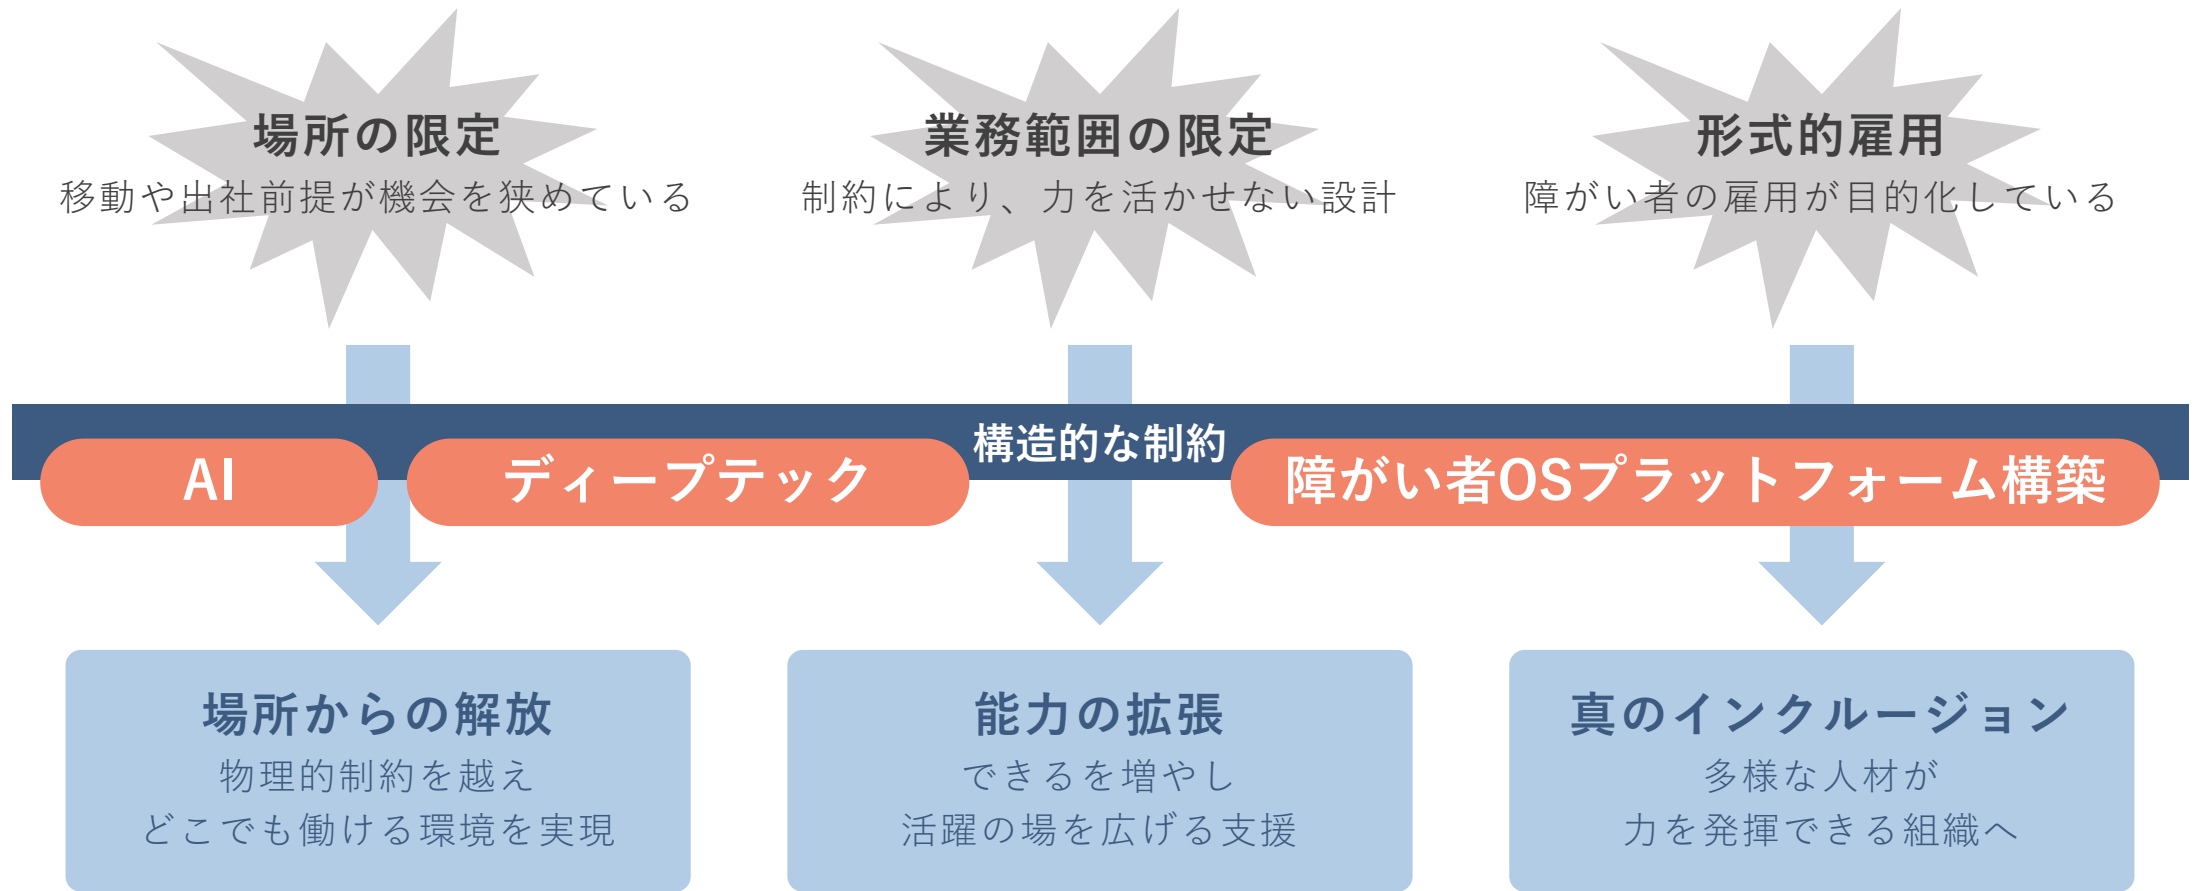 場所の限定
移動や出社前提が機会を狭めている
業務範囲の限定
制約により、力を活かせない設計
形式的雇用
障がい者の雇用が目的化している
構造的な制約
AI
ディープテック
障がい者OSプラットフォーム構築
場所からの解放
物理的制約を越え
どこでも働ける環境を実現
能力の拡張
できるを増やし
活躍の場を広げる支援
真のインクルージョン
多様な人材が
力を発揮できる組織へ